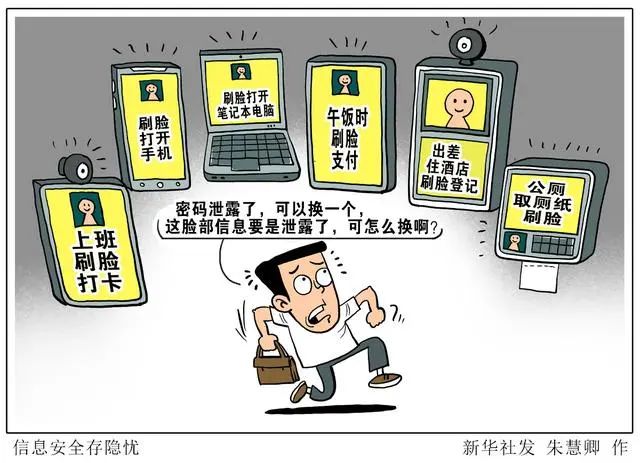 上班
刷脸
打卡
刷脸
打开
手机
刷脸打开
笔记本电脑
午饭时
刷脸
支付
出差
住酒店
刷脸登记
公厕
取厕纸
刷脸
密码泄露了，可以换一个，
这脸部信息要是泄露了，可怎么换啊？
信息安全存隐忧
新华社发 朱慧卿 作